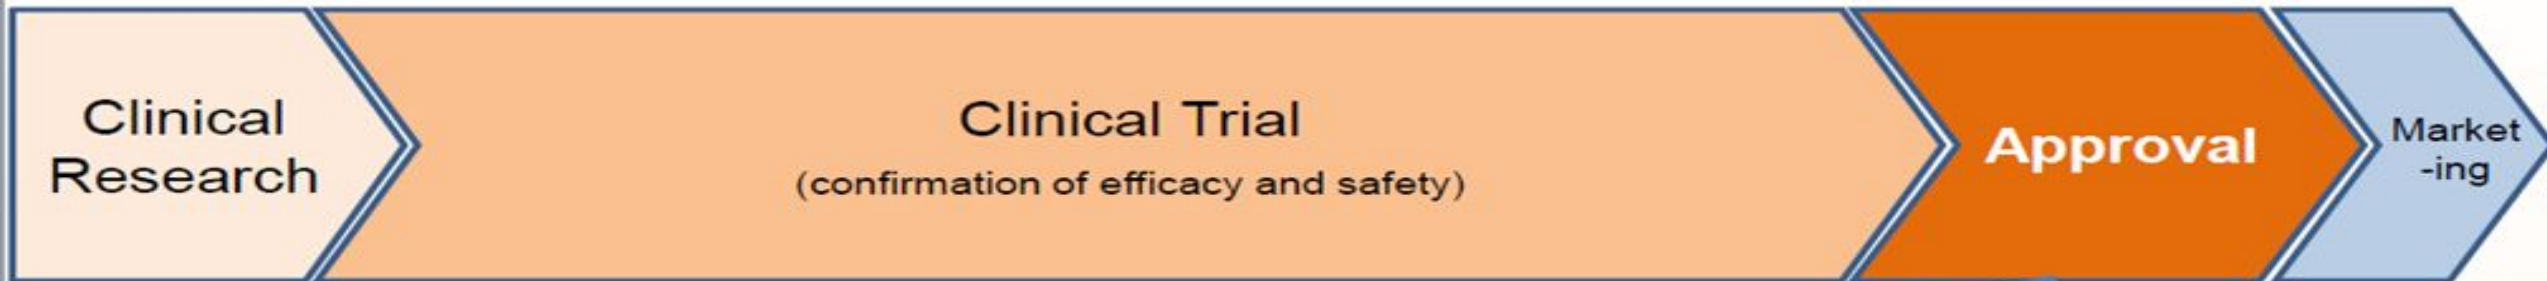 Clinical
Research
Clinical Trial
(confirmation of efficacy and safety)
Approval
Market
-ing